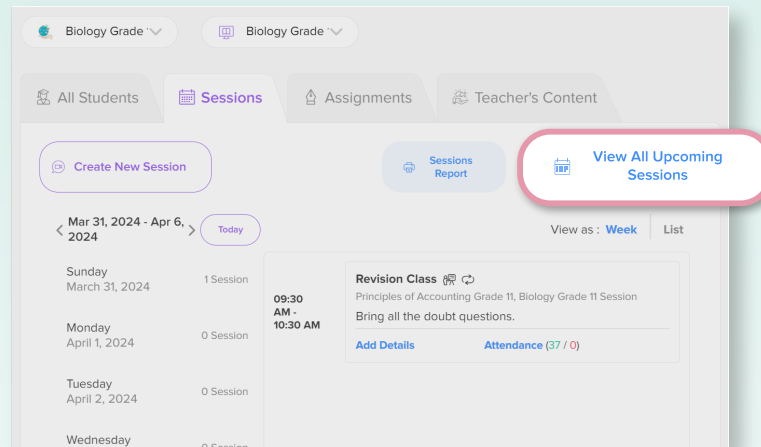 Biology Grade
Biology Grade
All Students
Sessions
Assignments
Teacher's Content
Create New Session
Sessions
Report
View All Upcoming
Sessions
Mar 31, 2024 - Apr 6,
2024
Today
View as : Week
List
Sunday
March 31, 2024
1 Session
09:30
AM -
10:30 AM
Revision Class
Principles of Accounting Grade 11, Biology Grade 11 Session
Bring all the doubt questions.
Add Details
Attendance (37 / 0)
Monday
April 1, 2024
0 Session
Tuesday
April 2, 2024
0 Session
Wednesday